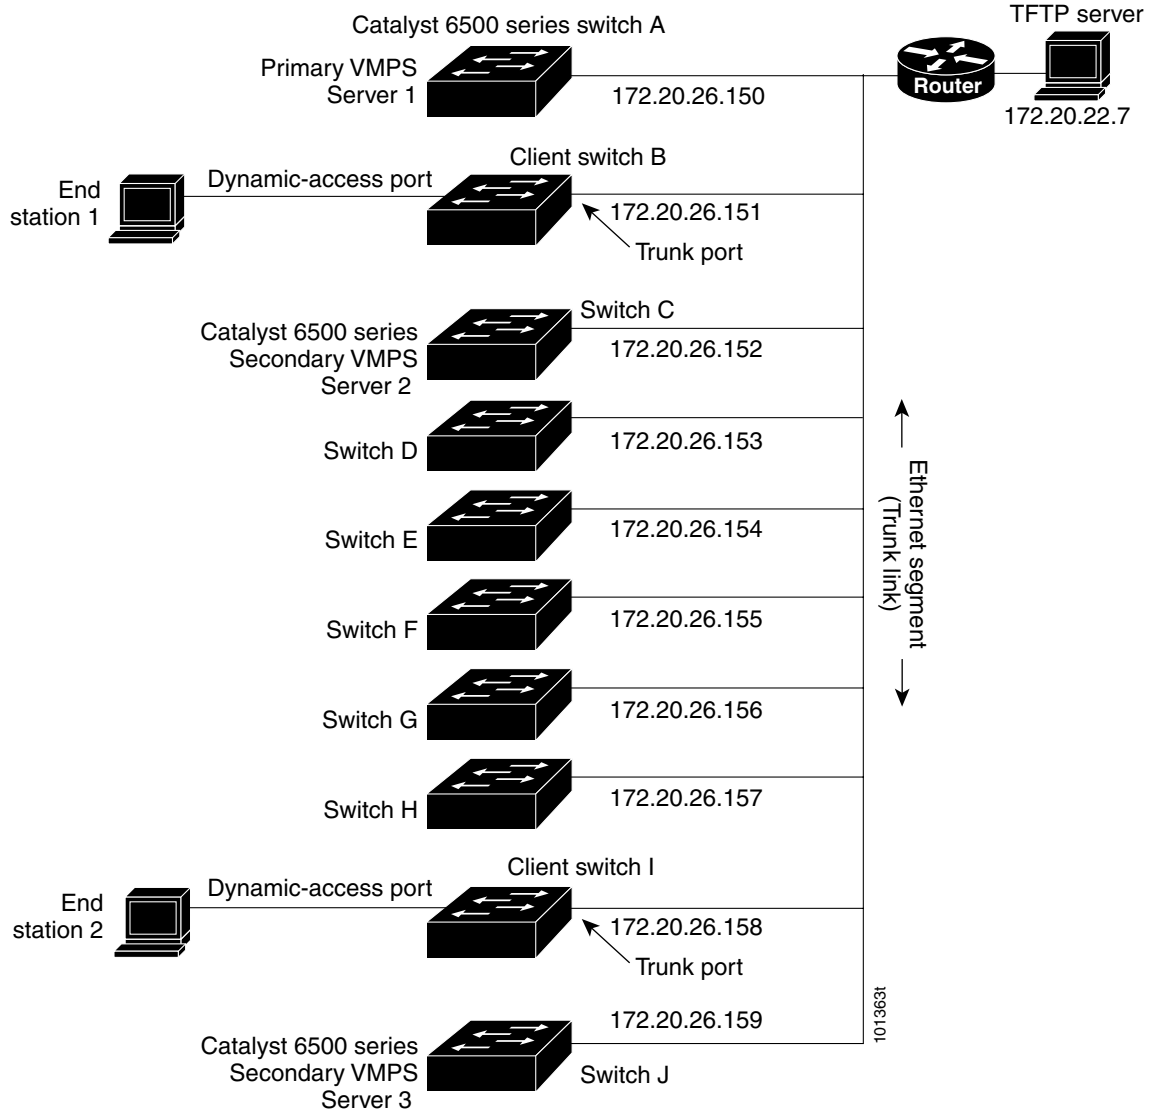 Catalyst 6500 series switch A
TFTP server
Primary VMPS
Server 1
172.20.26.150
Router
172.20.22.7
Client switch B
End
station 1
Dynamic-access port
172.20.26.151
Trunk port
Switch C
Catalyst 6500 series
Secondary VMPS
Server 2
172.20.26.152
Switch D
172.20.26.153
Ethernet segment
(Trunk link)
Switch E
172.20.26.154
Switch F
172.20.26.155
Switch G
172.20.26.156
Switch H
172.20.26.157
Client switch I
End
station 2
Dynamic-access port
172.20.26.158
Trunk port
172.20.26.159
Catalyst 6500 series
Secondary VMPS
Server 3
Switch J
101363t